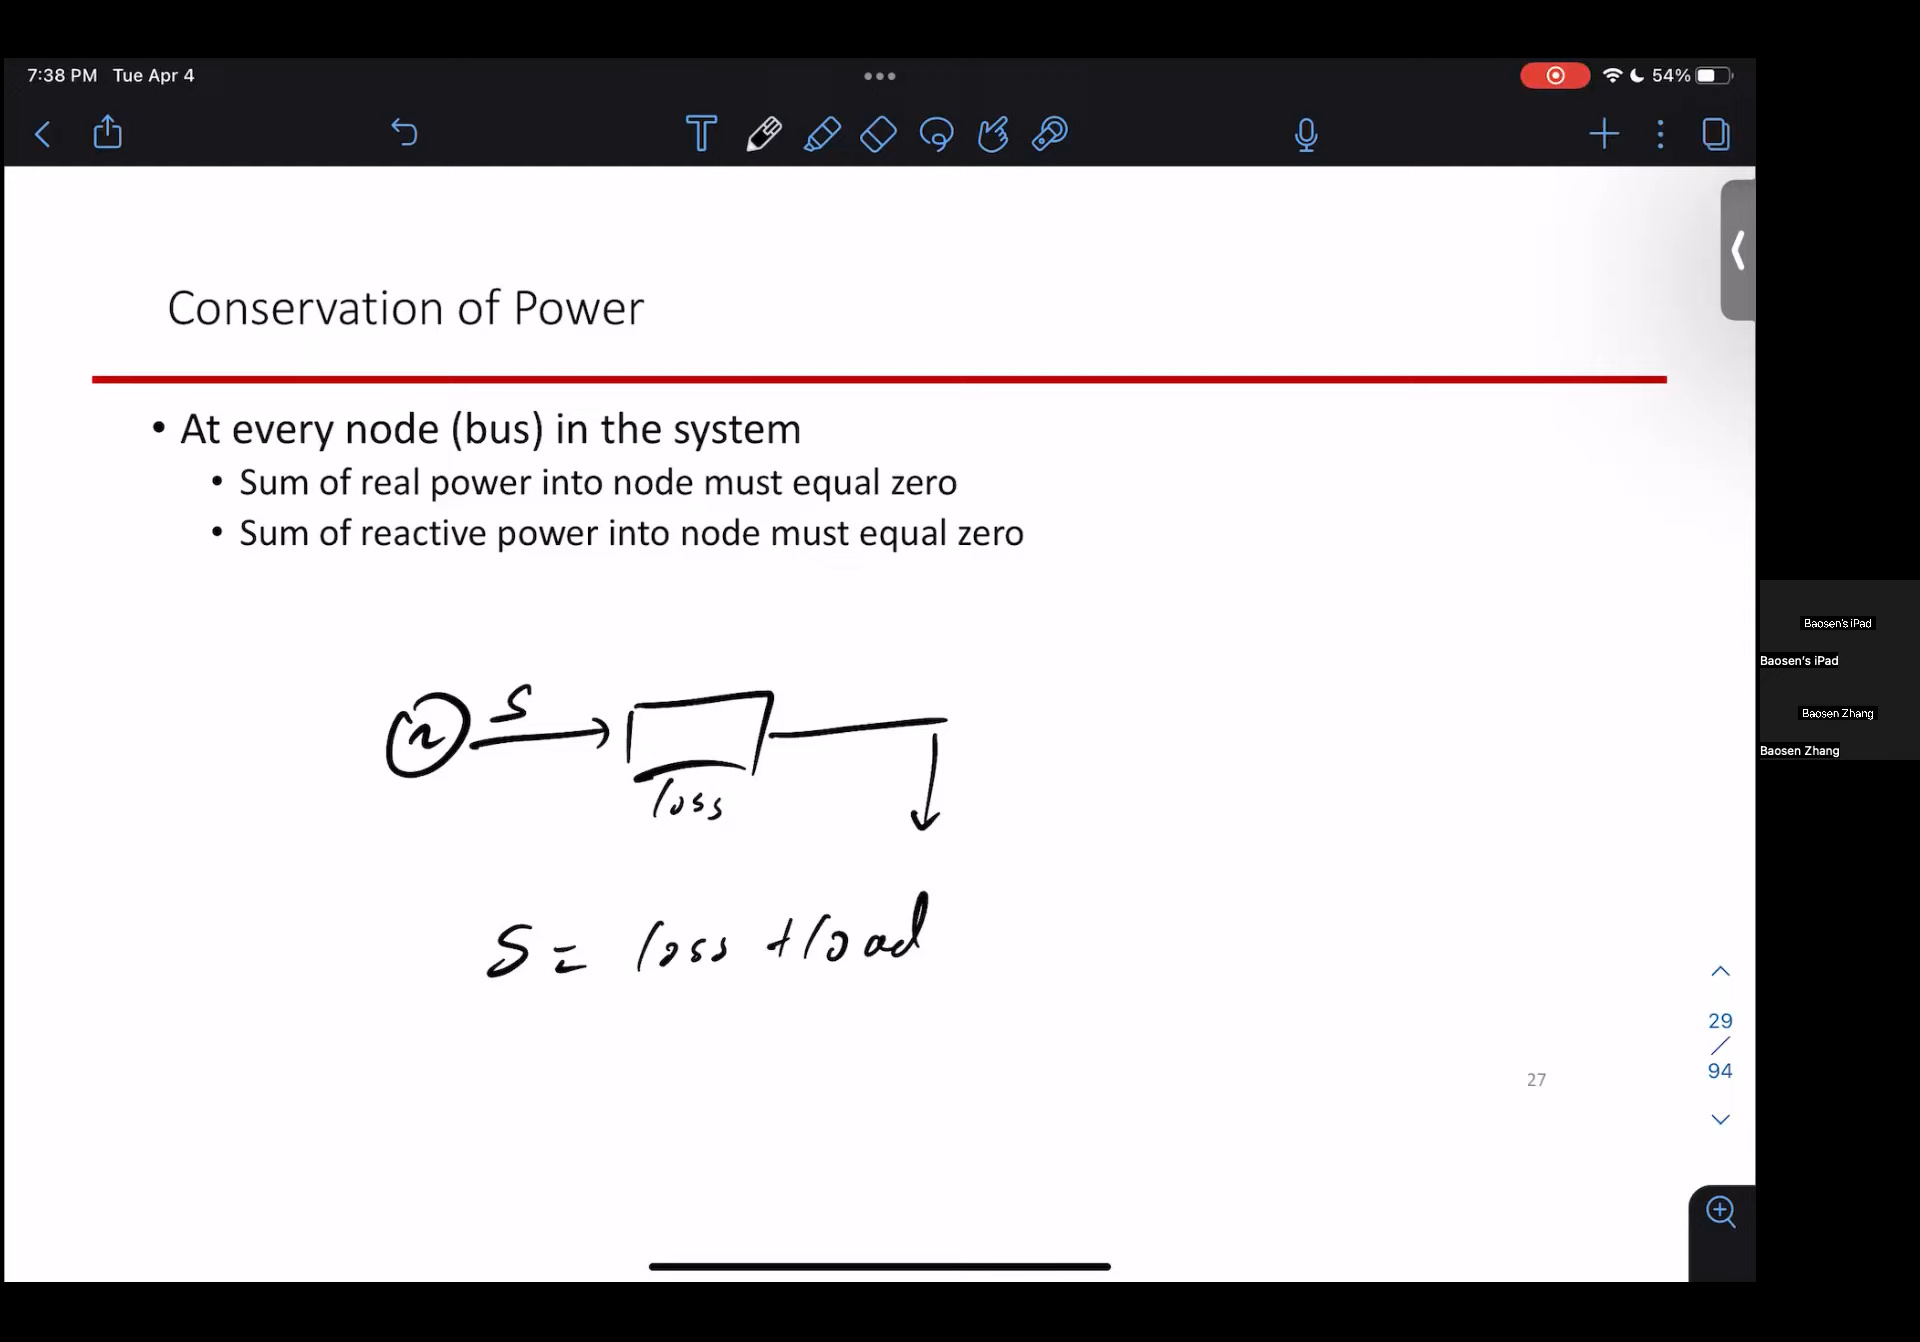 7:38 PM Tue Apr 4
54%
T
Conservation of Power
• At every node (bus) in the system
• Sum of real power into node must equal zero
• Sum of reactive power into node must equal zero
S
~
loss
S = loss + load
29
/
94
27
Baosen's iPad
Baosen's iPad
Baosen Zhang
Baosen Zhang